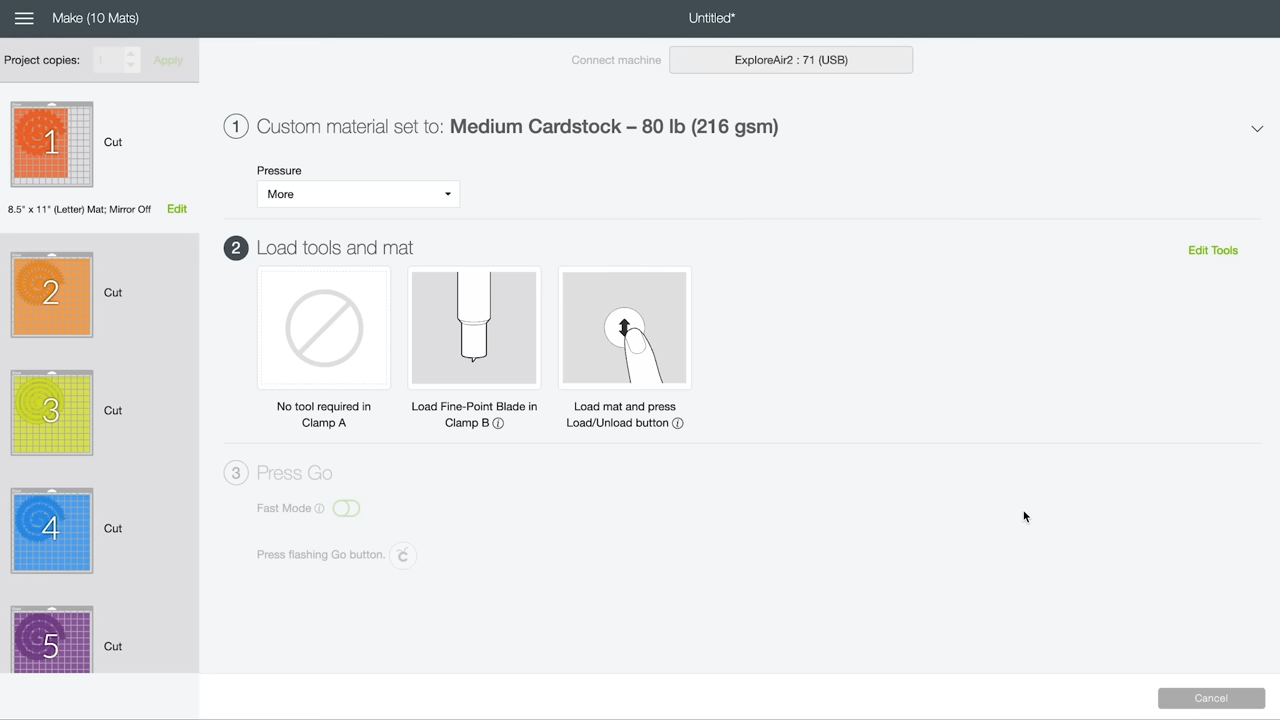 Make (10 Mats)
Untitled*
Project copies: 1 Apply
Connect machine ExploreAir2 : 71 (USB)
1 Cut
8.5" x 11" (Letter) Mat; Mirror Off Edit
2 Cut
3 Cut
4 Cut
5 Cut
1 Custom material set to: Medium Cardstock – 80 lb (216 gsm)
Pressure
More
2 Load tools and mat
Edit Tools
No tool required in
Clamp A
Load Fine-Point Blade in
Clamp B
Load mat and press
Load/Unload button
3 Press Go
Fast Mode
Press flashing Go button.
Cancel